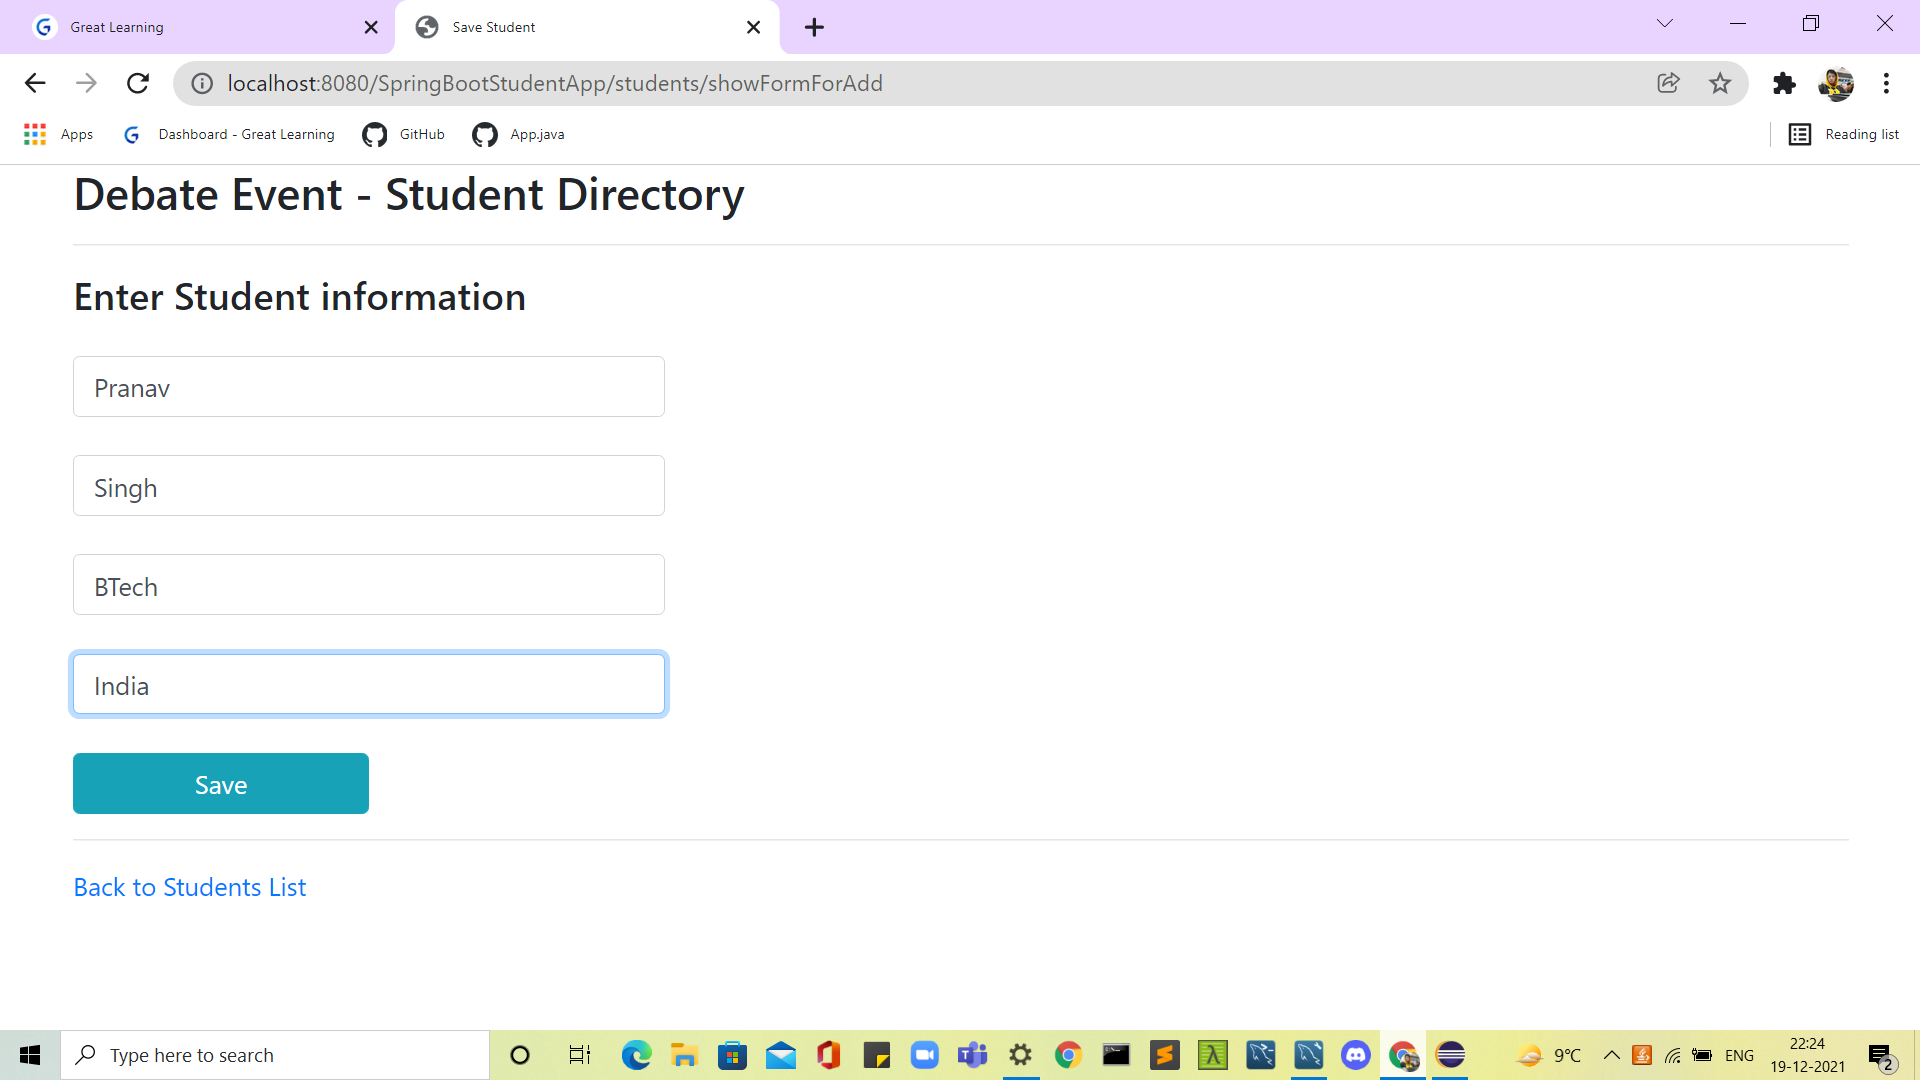 Great Learning
Save Student
localhost:8080/SpringBootStudentApp/students/showFormForAdd
Apps
Dashboard - Great Learning
GitHub
App.java
Reading list
Debate Event - Student Directory
Enter Student information
Pranav
Singh
BTech
India
Save
Back to Students List
Type here to search
9°C
ENG
22:24
19-12-2021
2